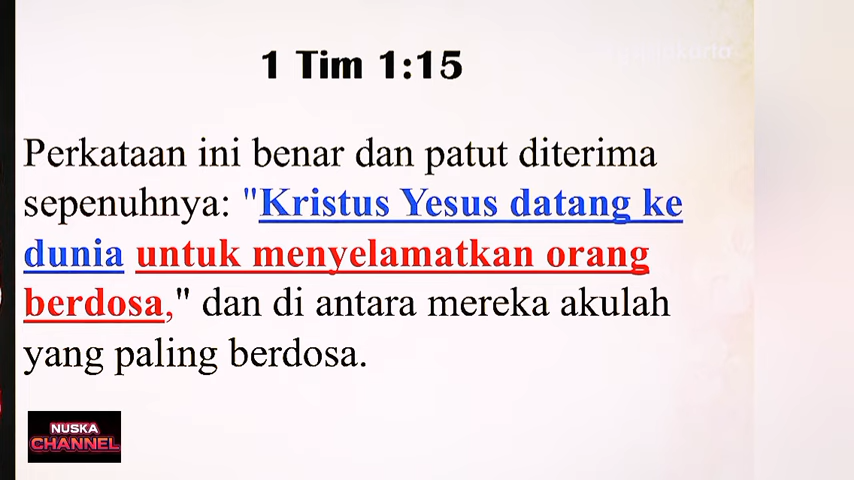 1 Tim 1:15
Perkataan ini benar dan patut diterima
sepenuhnya: "Kristus Yesus datang ke
dunia untuk menyelamatkan orang
berdosa," dan di antara mereka akulah
yang paling berdosa.
NUSKA
CHANNEL